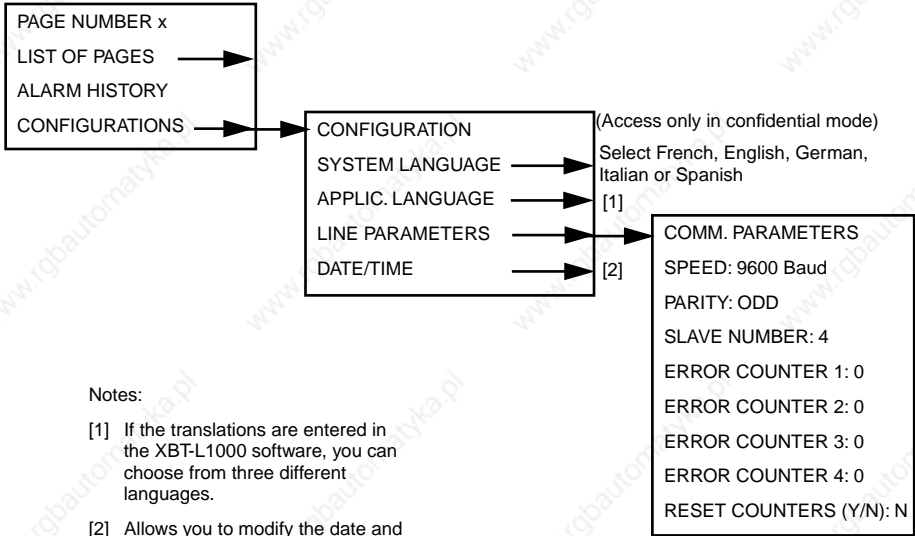 PAGE NUMBER x
LIST OF PAGES
ALARM HISTORY
CONFIGURATIONS
CONFIGURATION
SYSTEM LANGUAGE
APPLIC. LANGUAGE
LINE PARAMETERS
DATE/TIME
(Access only in confidential mode)
Select French, English, German,
Italian or Spanish
[1]
[2]
COMM. PARAMETERS
SPEED: 9600 Baud
PARITY: ODD
SLAVE NUMBER: 4
ERROR COUNTER 1: 0
ERROR COUNTER 2: 0
ERROR COUNTER 3: 0
ERROR COUNTER 4: 0
RESET COUNTERS (Y/N): N
Notes:
[1] If the translations are entered in
the XBT-L1000 software, you can
choose from three different
languages.
[2] Allows you to modify the date and
www.rgbautomatyka.pl